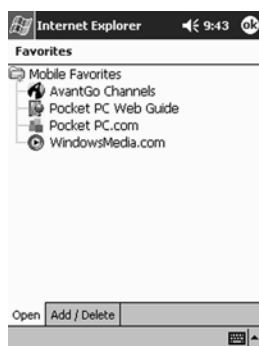 Internet Explorer 9:43 ok
Favorites
Mobile Favorites
AvantGo Channels
Pocket PC Web Guide
Pocket PC.com
WindowsMedia.com
Open Add / Delete